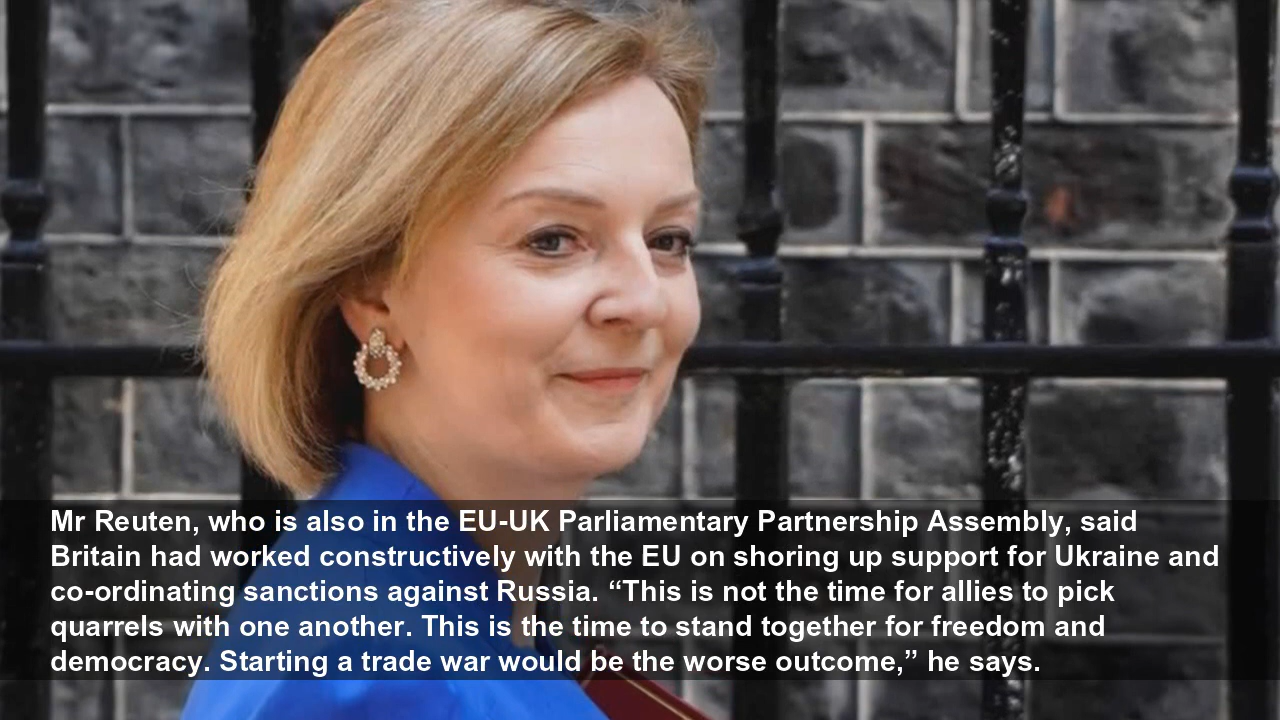 Mr Reuten, who is also in the EU-UK Parliamentary Partnership Assembly, said
Britain had worked constructively with the EU on shoring up support for Ukraine and
co-ordinating sanctions against Russia. “This is not the time for allies to pick
quarrels with one another. This is the time to stand together for freedom and
democracy. Starting a trade war would be the worse outcome,” he says.